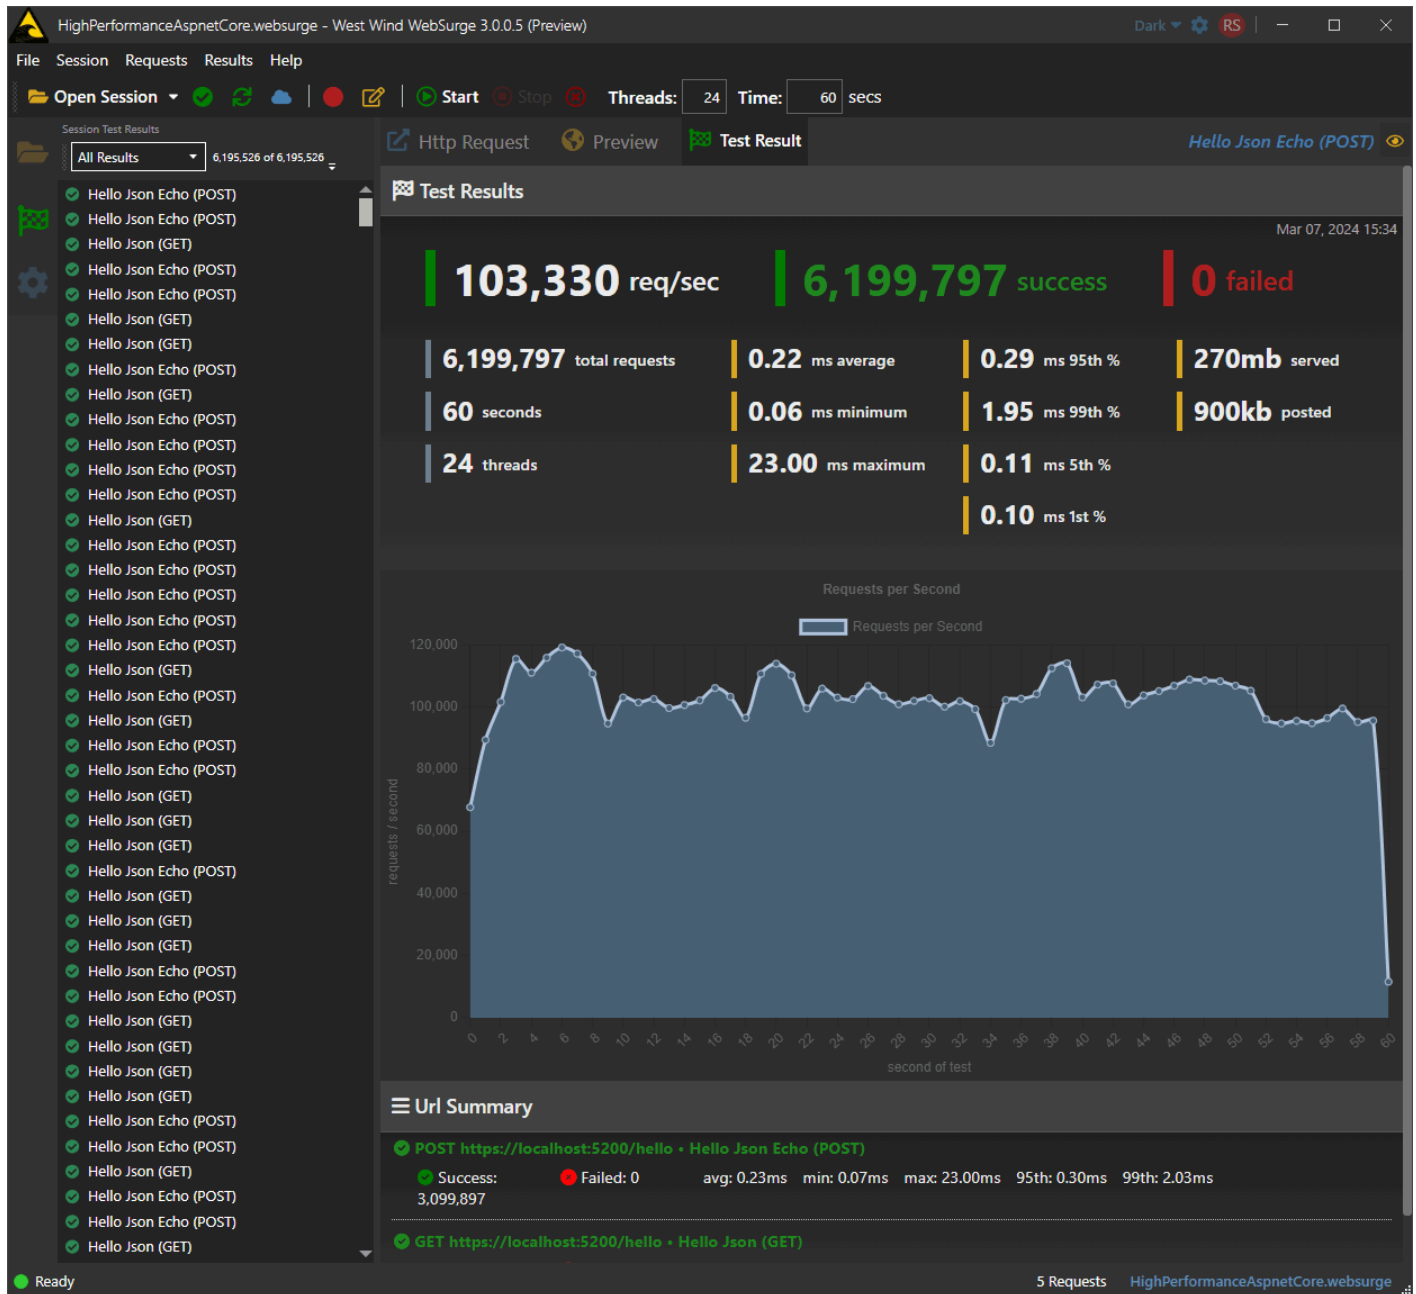 HighPerformanceAspnetCore.websurge - West Wind WebSurge 3.0.0.5 (Preview)
Dark
RS
File Session Requests Results Help
Open Session
Start Stop Threads: 24 Time: 60 secs
Session Test Results
All Results 6,195,526 of 6,195,526
Http Request Preview Test Result
Hello Json Echo (POST)
Hello Json Echo (POST)
Hello Json Echo (POST)
Hello Json (GET)
Hello Json Echo (POST)
Hello Json Echo (POST)
Hello Json (GET)
Hello Json (GET)
Hello Json Echo (POST)
Hello Json (GET)
Hello Json Echo (POST)
Hello Json Echo (POST)
Hello Json Echo (POST)
Hello Json Echo (POST)
Hello Json (GET)
Hello Json Echo (POST)
Hello Json Echo (POST)
Hello Json Echo (POST)
Hello Json Echo (POST)
Hello Json Echo (POST)
Hello Json (GET)
Hello Json Echo (POST)
Hello Json (GET)
Hello Json Echo (POST)
Hello Json Echo (POST)
Hello Json (GET)
Hello Json (GET)
Hello Json (GET)
Hello Json Echo (POST)
Hello Json (GET)
Hello Json (GET)
Hello Json (GET)
Hello Json Echo (POST)
Hello Json Echo (POST)
Hello Json (GET)
Hello Json (GET)
Hello Json (GET)
Hello Json (GET)
Hello Json Echo (POST)
Hello Json Echo (POST)
Hello Json (GET)
Hello Json Echo (POST)
Hello Json Echo (POST)
Hello Json (GET)
Test Results
Mar 07, 2024 15:34
103,330 req/sec 6,199,797 success 0 failed
6,199,797 total requests 0.22 ms average 0.29 ms 95th % 270mb served
60 seconds 0.06 ms minimum 1.95 ms 99th % 900kb posted
24 threads 23.00 ms maximum 0.11 ms 5th %
0.10 ms 1st %
Requests per Second
Requests per Second
120,000
100,000
80,000
60,000
40,000
20,000
0
requests / second
0 2 4 6 8 10 12 14 16 18 20 22 24 26 28 30 32 34 36 38 40 42 44 46 48 50 52 54 56 58 60
second of test
Url Summary
POST https://localhost:5200/hello • Hello Json Echo (POST)
Success: Failed: 0 avg: 0.23ms min: 0.07ms max: 23.00ms 95th: 0.30ms 99th: 2.03ms
3,099,897
GET https://localhost:5200/hello • Hello Json (GET)
Ready
5 Requests HighPerformanceAspnetCore.websurge